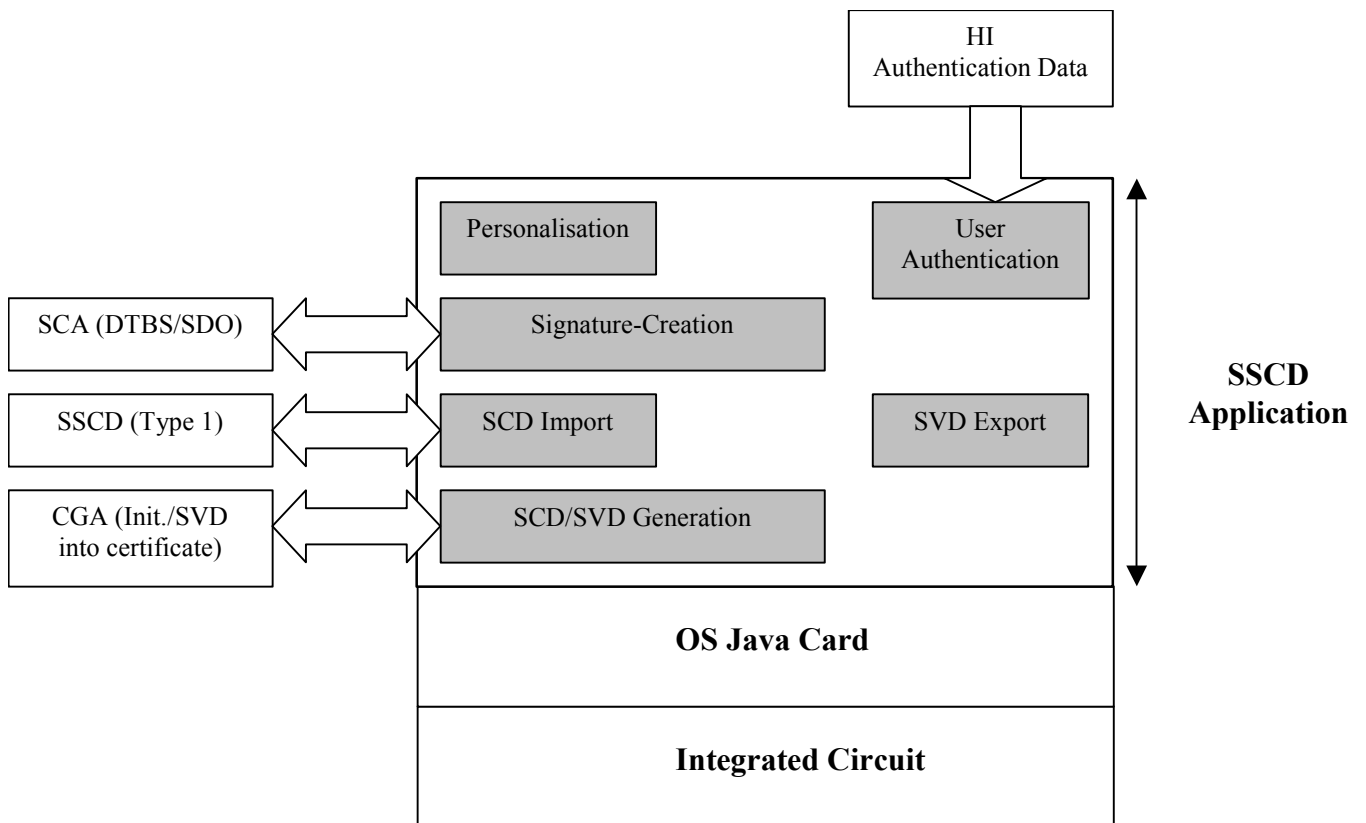 HI
Authentication Data
Personalisation
User
Authentication
SCA (DTBS/SDO)
Signature-Creation
SSCD
Application
SSCD (Type 1)
SCD Import
SVD Export
CGA (Init./SVD
into certificate)
SCD/SVD Generation
OS Java Card
Integrated Circuit